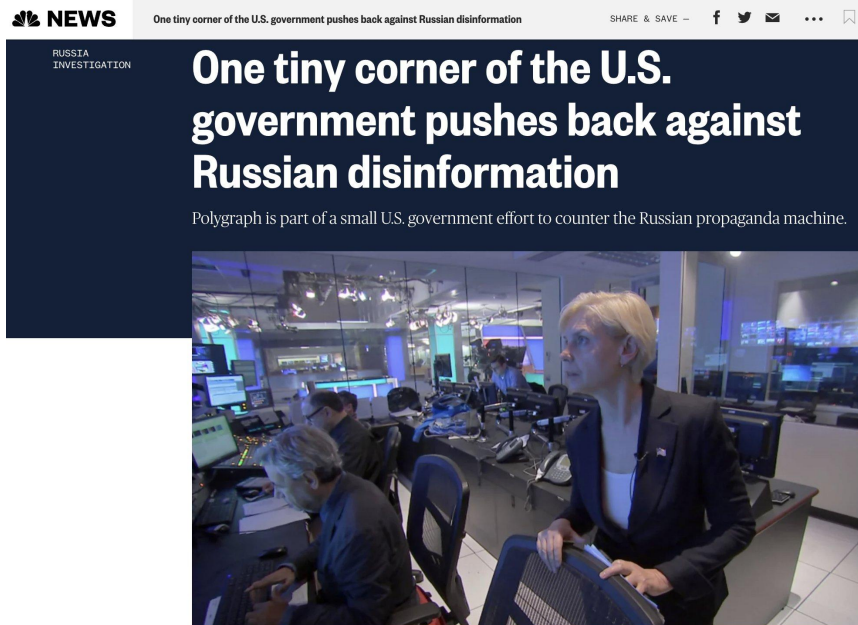 NEWS
One tiny corner of the U.S. government pushes back against Russian disinformation
SHARE & SAVE —
RUSSIA
INVESTIGATION
One tiny corner of the U.S.
government pushes back against
Russian disinformation
Polygraph is part of a small U.S. government effort to counter the Russian propaganda machine.